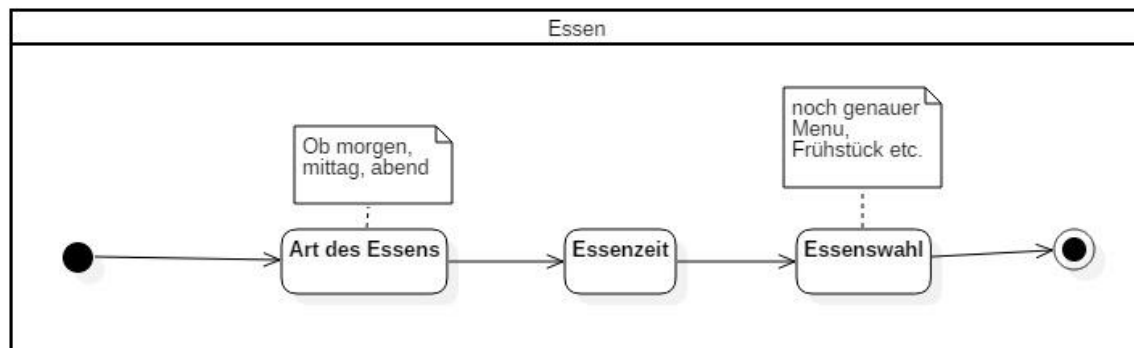 Essen
Ob morgen,
mittag, abend
noch genauer
Menu,
Frühstück etc.
Art des Essens
Essenzeit
Essenswahl